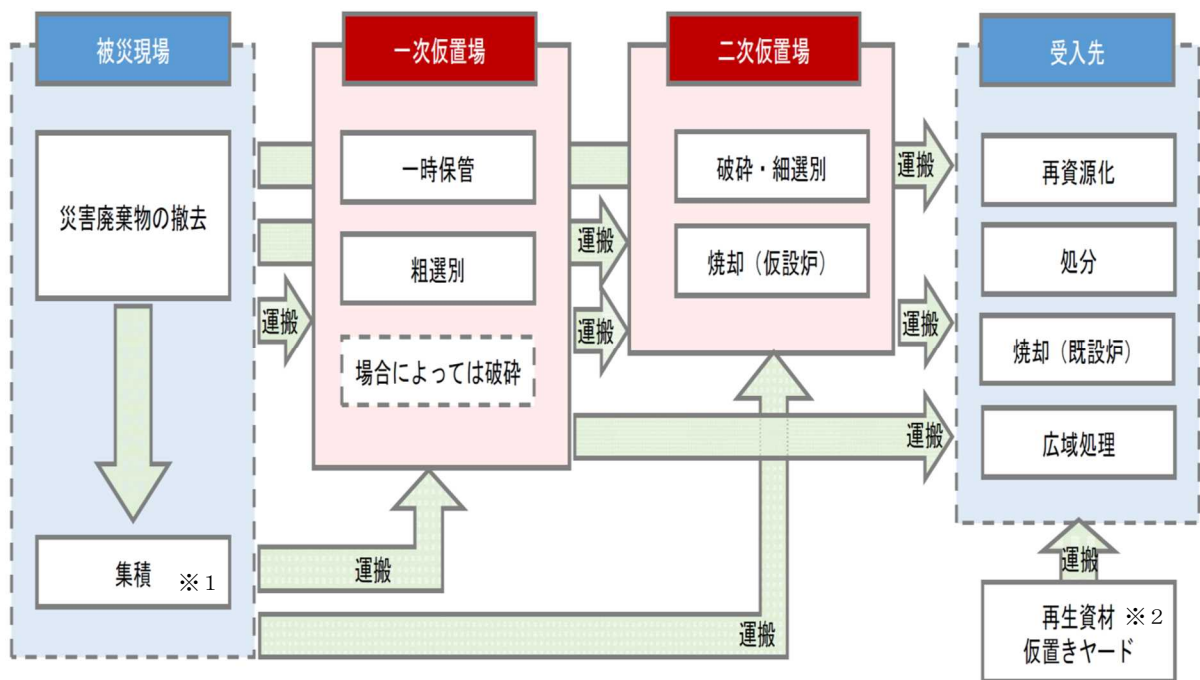 被災現場
災害廃棄物の撤去
集積 ※1
一次仮置場
一時保管
粗選別
場合によっては破砕
二次仮置場
破砕・細選別
焼却（仮設炉）
受入先
再資源化
処分
焼却（既設炉）
広域処理
再生資材 ※2
仮置きヤード
運搬
運搬
運搬
運搬
運搬
運搬
運搬
運搬
運搬